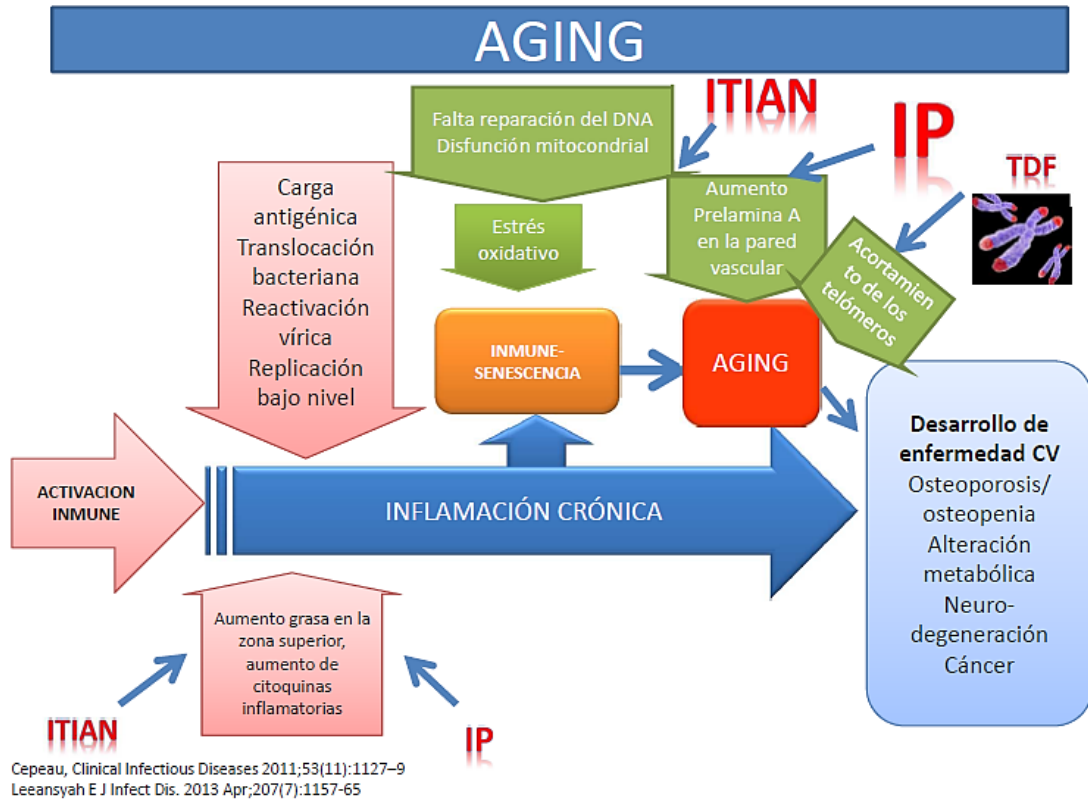 AGING
Falta reparación del DNA
Disfunción mitocondrial
ITIAN
IP
TDF
Carga
antigénica
Translocación
bacteriana
Reactivación
vírica
Replicación
bajo nivel
Estrés
oxidativo
Aumento
Prelamina A
en la pared
vascular
Acortamien
to de los
telómeros
INMUNE-
SENESCENCIA
AGING
ACTIVACION
INMUNE
INFLAMACIÓN CRÓNICA
Desarrollo de
enfermedad CV
Osteoporosis/
osteopenia
Alteración
metabólica
Neuro-
degeneración
Cáncer
Aumento grasa en la
zona superior,
aumento de
citoquinas
inflamatorias
ITIAN
IP
Cepeau, Clinical Infectious Diseases 2011;53(11):1127–9
Leeansyah E J Infect Dis. 2013 Apr;207(7):1157-65